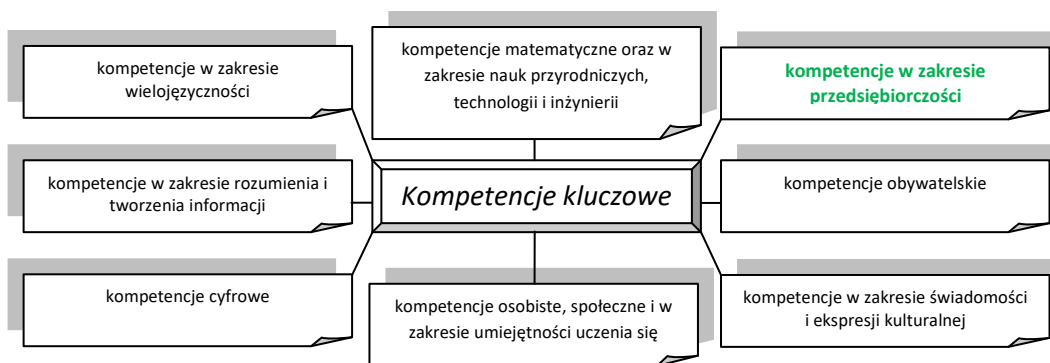 kompetencje w zakresie
wielojęzyczności
kompetencje matematyczne oraz w
zakresie nauk przyrodniczych,
technologii i inżynierii
kompetencje w zakresie
przedsiębiorczości
kompetencje w zakresie rozumienia i
tworzenia informacji
Kompetencje kluczowe
kompetencje obywatelskie
kompetencje cyfrowe
kompetencje osobiste, społeczne i w
zakresie umiejętności uczenia się
kompetencje w zakresie świadomości
i ekspresji kulturalnej